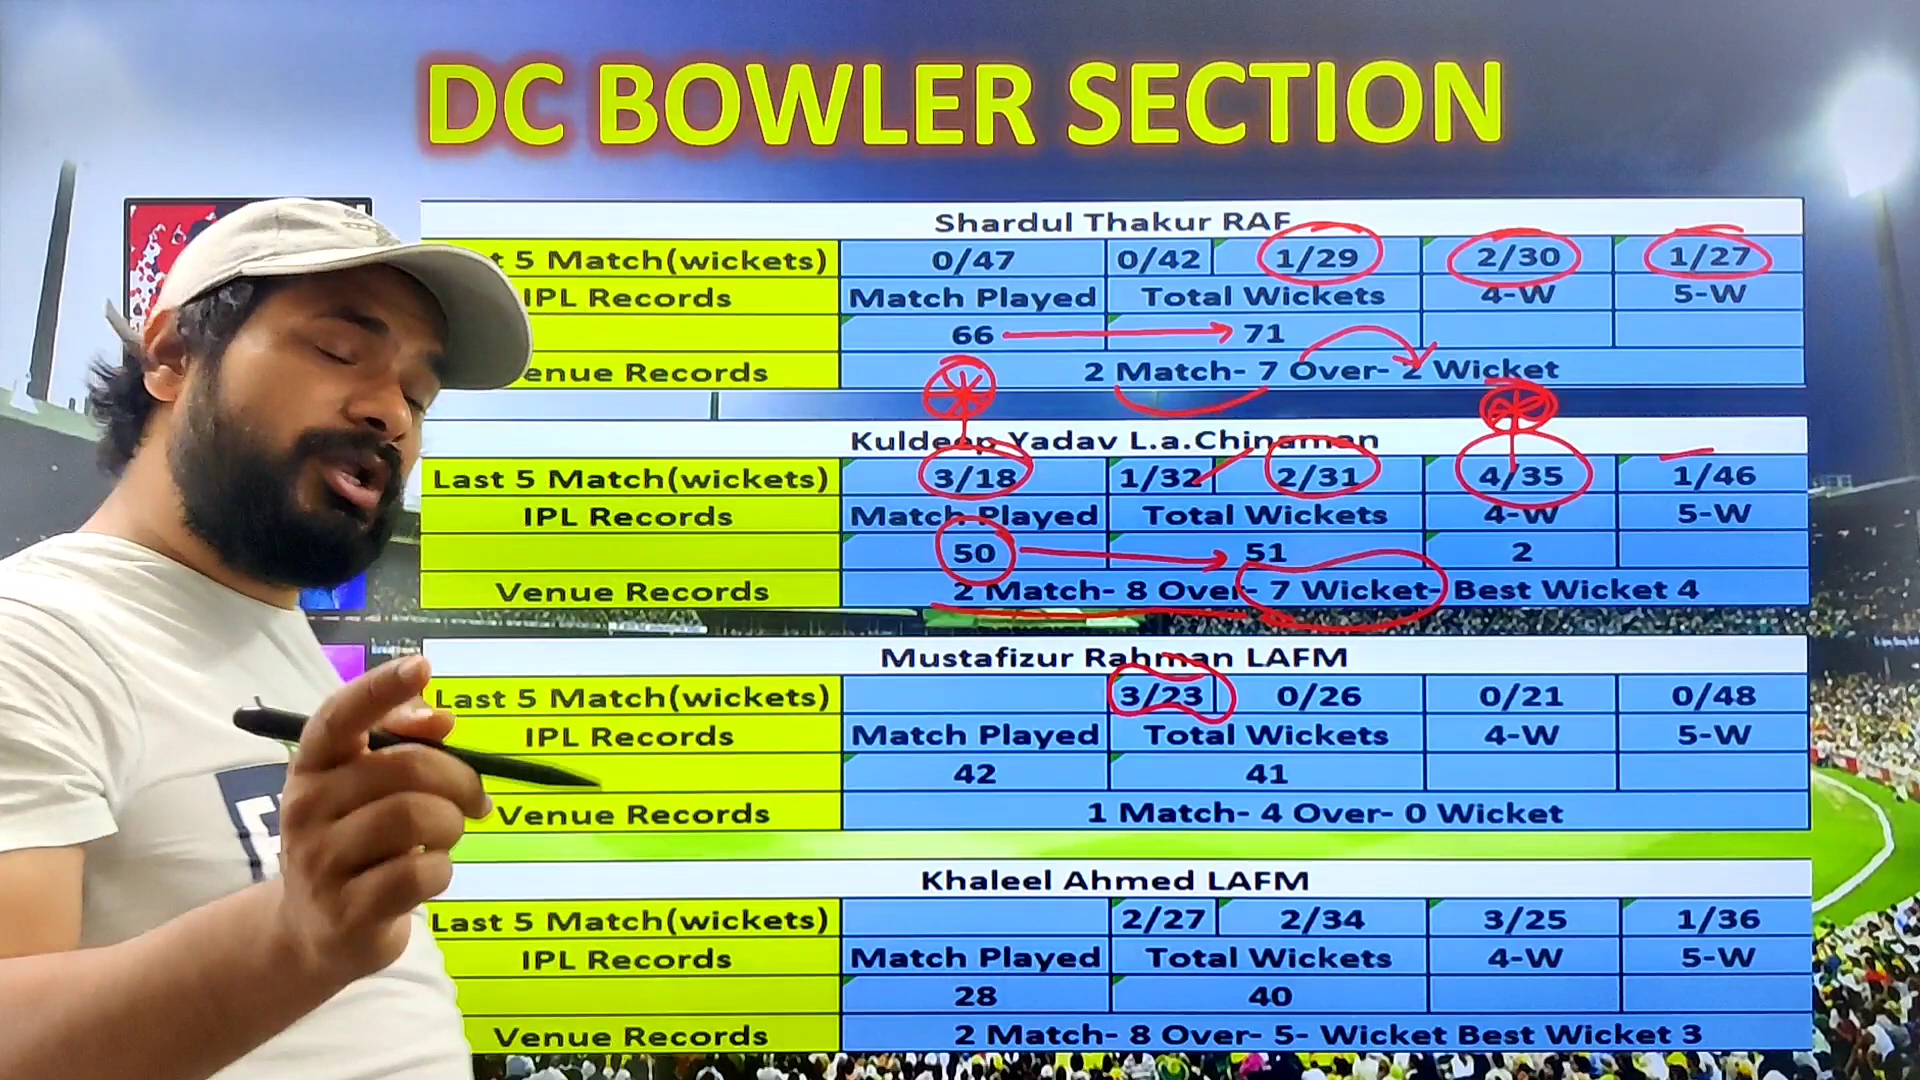 DC BOWLER SECTION
Shardul Thakur RAF
t 5 Match(wickets) 0/47 0/42 1/29 2/30 1/27
IPL Records Match Played Total Wickets 4-W 5-W
66 71
enue Records 2 Match- 7 Over- 2 Wicket
Kuldeep Yadav L.a.Chinaman
Last 5 Match(wickets) 3/18 1/32 2/31 4/35 1/46
IPL Records Match Played Total Wickets 4-W 5-W
50 51 2
Venue Records 2 Match- 8 Over- 7 Wicket- Best Wicket 4
Mustafizur Rahman LAFM
Last 5 Match(wickets) 3/23 0/26 0/21 0/48
IPL Records Match Played Total Wickets 4-W 5-W
42 41
Venue Records 1 Match- 4 Over- 0 Wicket
Khaleel Ahmed LAFM
Last 5 Match(wickets) 2/27 2/34 3/25 1/36
IPL Records Match Played Total Wickets 4-W 5-W
28 40
Venue Records 2 Match- 8 Over- 5- Wicket Best Wicket 3